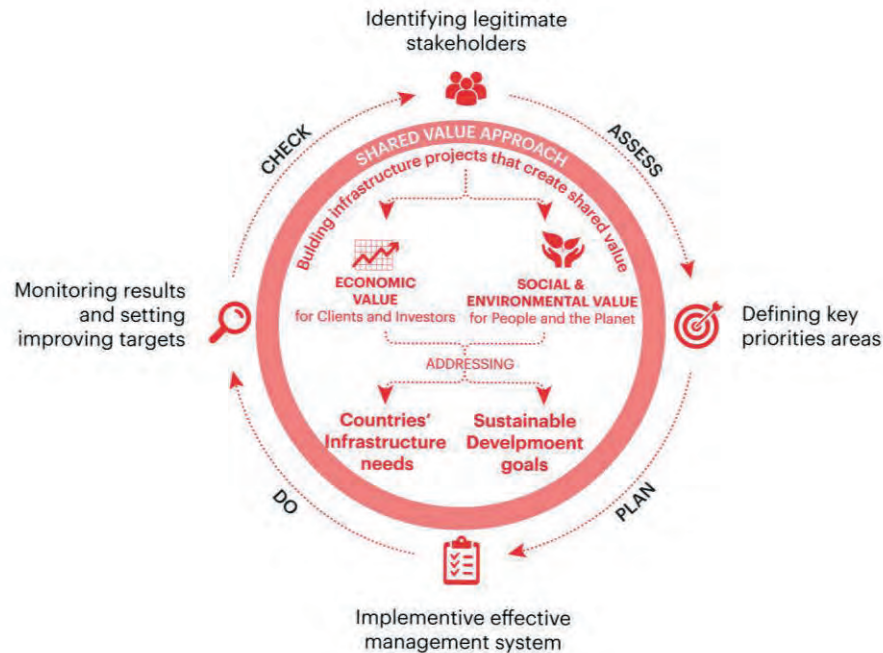 Identifying legitimate
stakeholders
CHECK
ASSESS
SHARED VALUE APPROACH
Bulding infrastructure projects that create shared value
ECONOMIC
VALUE
for Clients and Investors
SOCIAL &
ENVIRONMENTAL VALUE
for People and the Planet
Monitoring results
and setting
improving targets
Defining key
priorities areas
ADDRESSING
Countries'
Infrastructure
needs
Sustainable
Develpmoent
goals
DO
PLAN
Implementive effective
management system